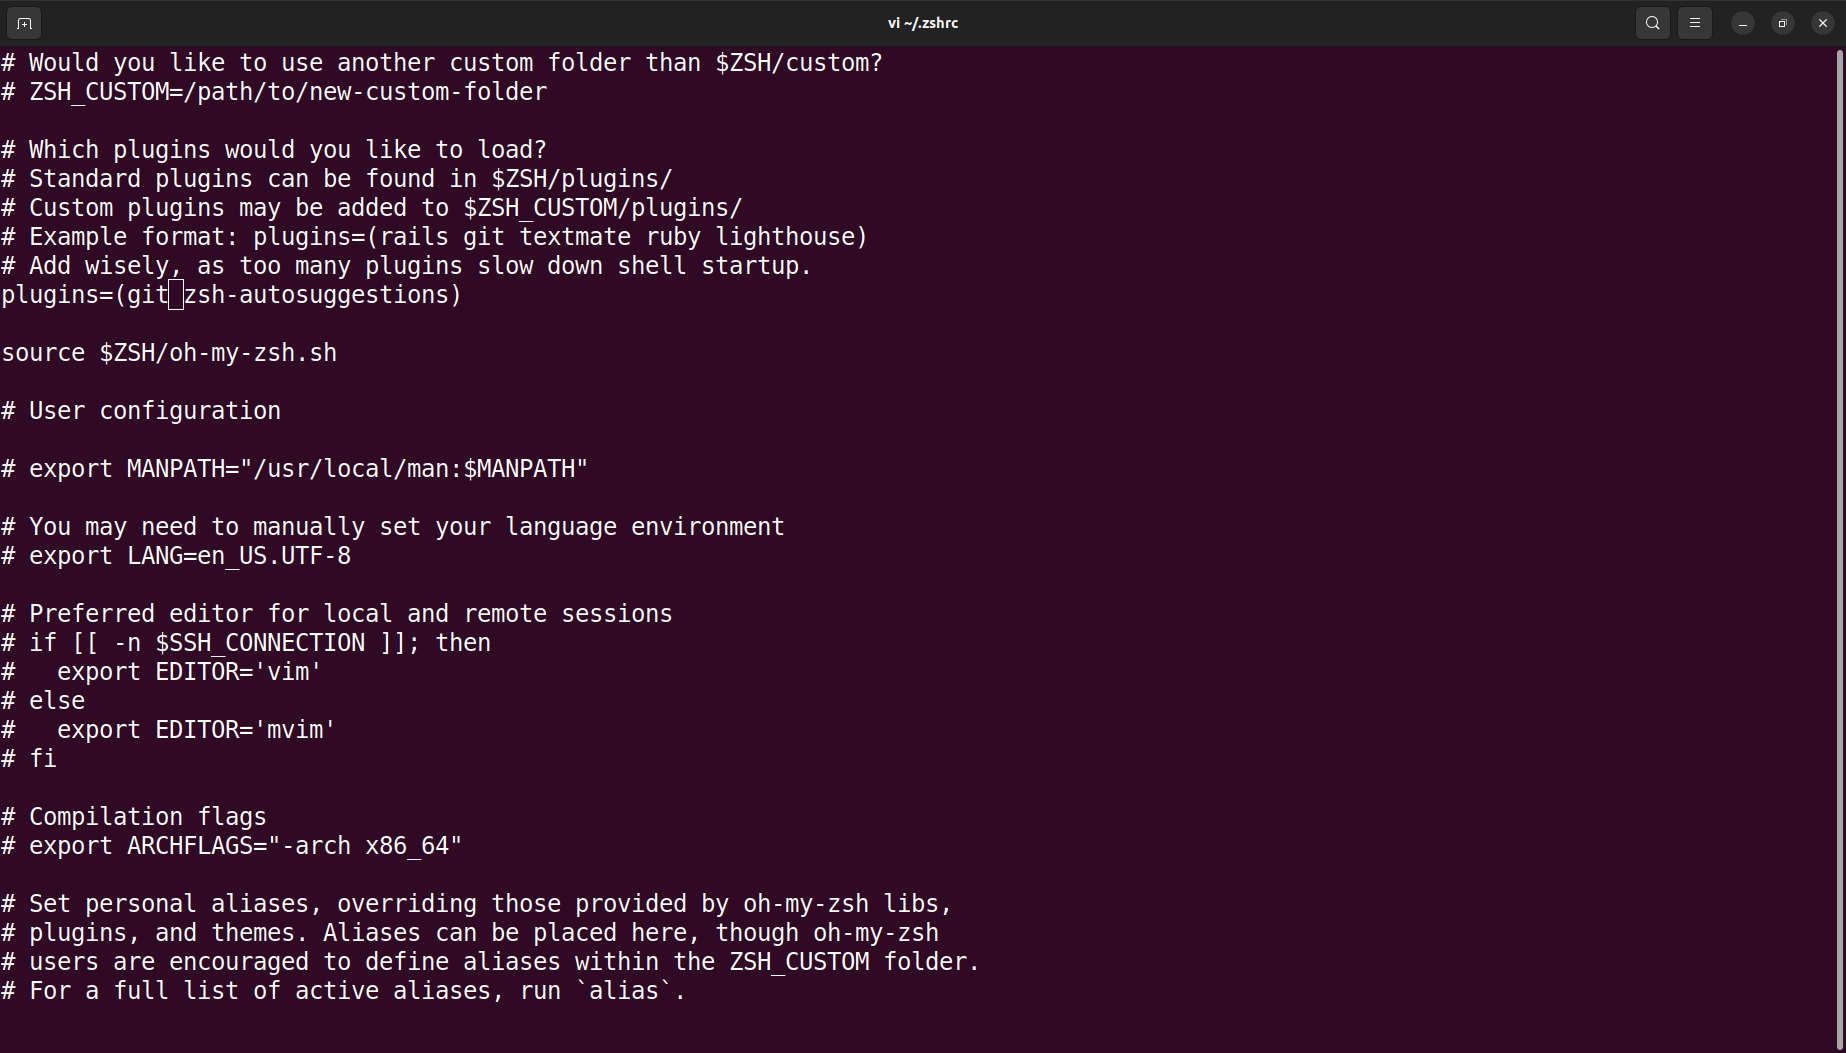 vi ~/.zshrc
# Would you like to use another custom folder than $ZSH/custom?
# ZSH_CUSTOM=/path/to/new-custom-folder
# Which plugins would you like to load?
# Standard plugins can be found in $ZSH/plugins/
# Custom plugins may be added to $ZSH_CUSTOM/plugins/
# Example format: plugins=(rails git textmate ruby lighthouse)
# Add wisely, as too many plugins slow down shell startup.
plugins=(git zsh-autosuggestions)
source $ZSH/oh-my-zsh.sh
# User configuration
# export MANPATH="/usr/local/man:$MANPATH"
# You may need to manually set your language environment
# export LANG=en_US.UTF-8
# Preferred editor for local and remote sessions
# if [[ -n $SSH_CONNECTION ]]; then
#   export EDITOR='vim'
# else
#   export EDITOR='mvim'
# fi
# Compilation flags
# export ARCHFLAGS="-arch x86_64"
# Set personal aliases, overriding those provided by oh-my-zsh libs,
# plugins, and themes. Aliases can be placed here, though oh-my-zsh
# users are encouraged to define aliases within the ZSH_CUSTOM folder.
# For a full list of active aliases, run `alias`.